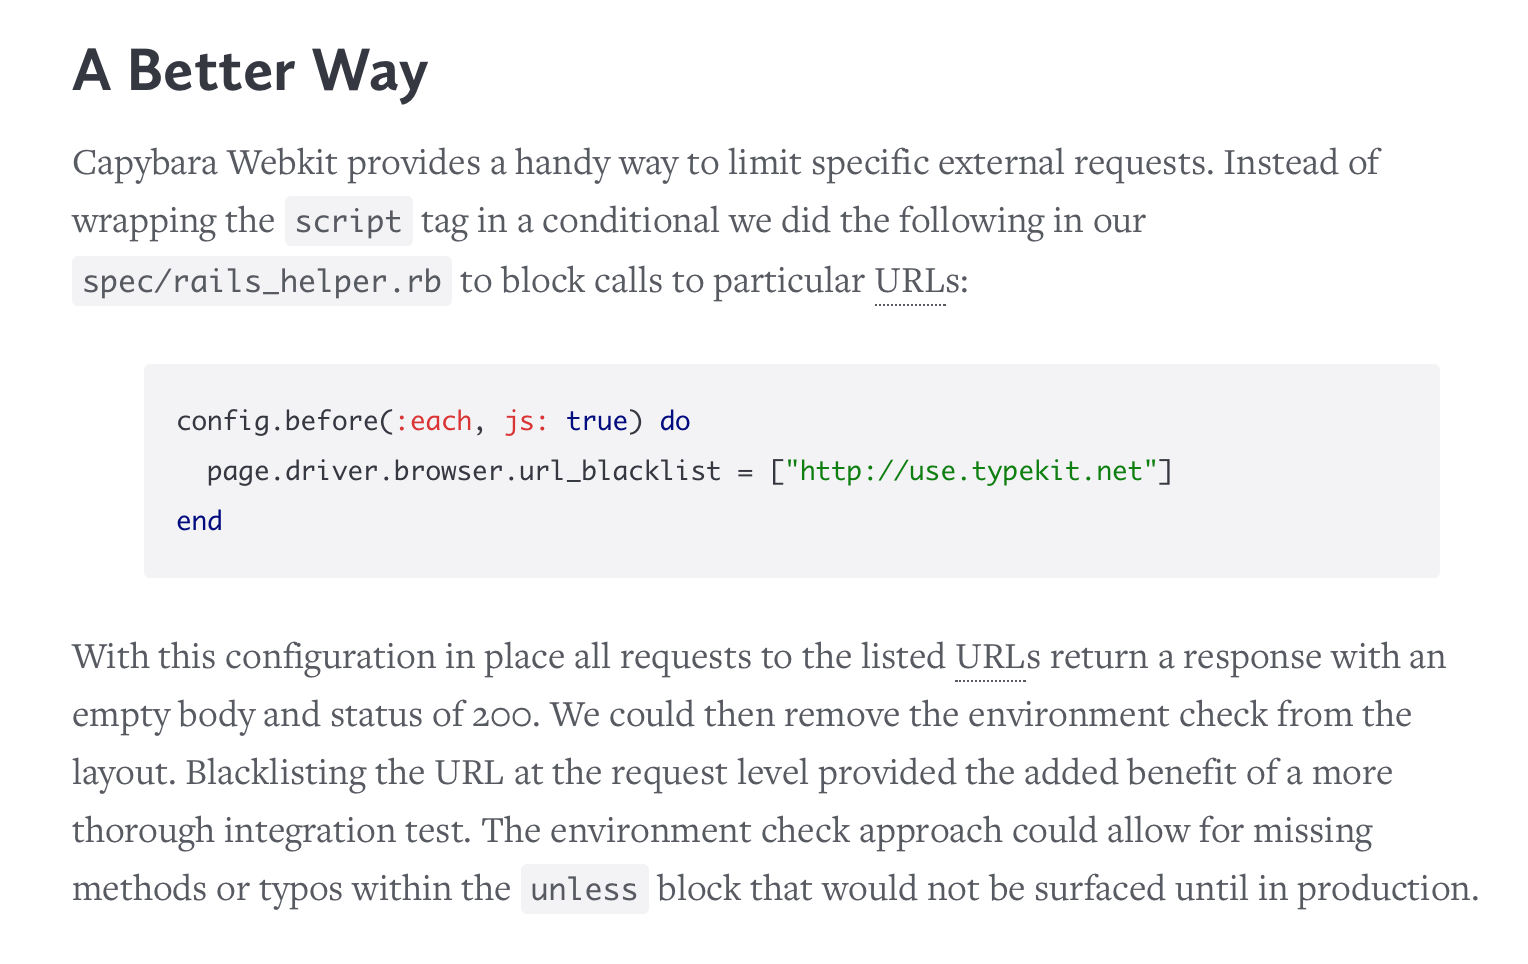 A Better Way
Capybara Webkit provides a handy way to limit specific external requests. Instead of
wrapping the script tag in a conditional we did the following in our
spec/rails_helper.rb to block calls to particular URLs:
config.before(:each, js: true) do
  page.driver.browser.url_blacklist = ["http://use.typekit.net"]
end
With this configuration in place all requests to the listed URLs return a response with an
empty body and status of 200. We could then remove the environment check from the
layout. Blacklisting the URL at the request level provided the added benefit of a more
thorough integration test. The environment check approach could allow for missing
methods or typos within the unless block that would not be surfaced until in production.